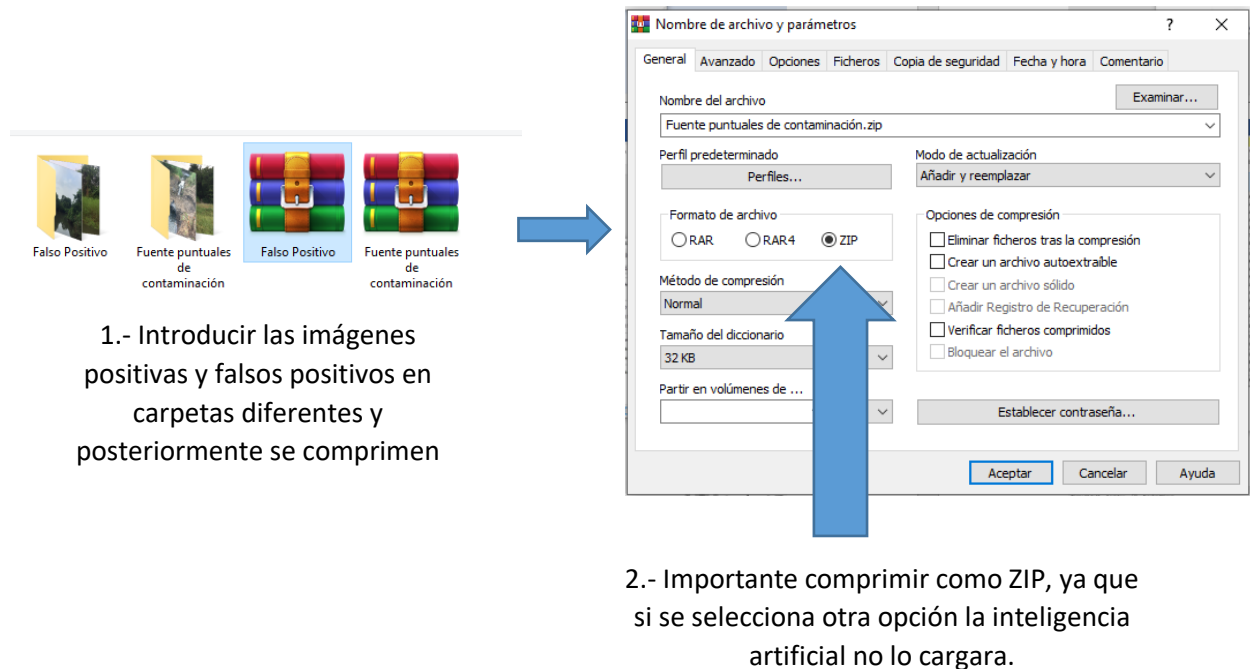 Falso Positivo
Fuente puntuales
de
contaminación
Falso Positivo
Fuente puntuales
de
contaminación
1.- Introducir las imágenes
positivas y falsos positivos en
carpetas diferentes y
posteriormente se comprimen
Nombre de archivo y parámetros
General Avanzado Opciones Ficheros Copia de seguridad Fecha y hora Comentario
Nombre del archivo
Examinar...
Fuente puntuales de contaminación.zip
Perfil predeterminado
Perfiles...
Modo de actualización
Añadir y reemplazar
Formato de archivo
RAR RAR4 ZIP
Método de compresión
Normal
Tamaño del diccionario
32 KB
Partir en volúmenes de ...
Opciones de compresión
Eliminar ficheros tras la compresión
Crear un archivo autoextraíble
Crear un archivo sólido
Añadir Registro de Recuperación
Verificar ficheros comprimidos
Bloquear el archivo
Establecer contraseña...
Aceptar Cancelar Ayuda
2.- Importante comprimir como ZIP, ya que
si se selecciona otra opción la inteligencia
artificial no lo cargara.